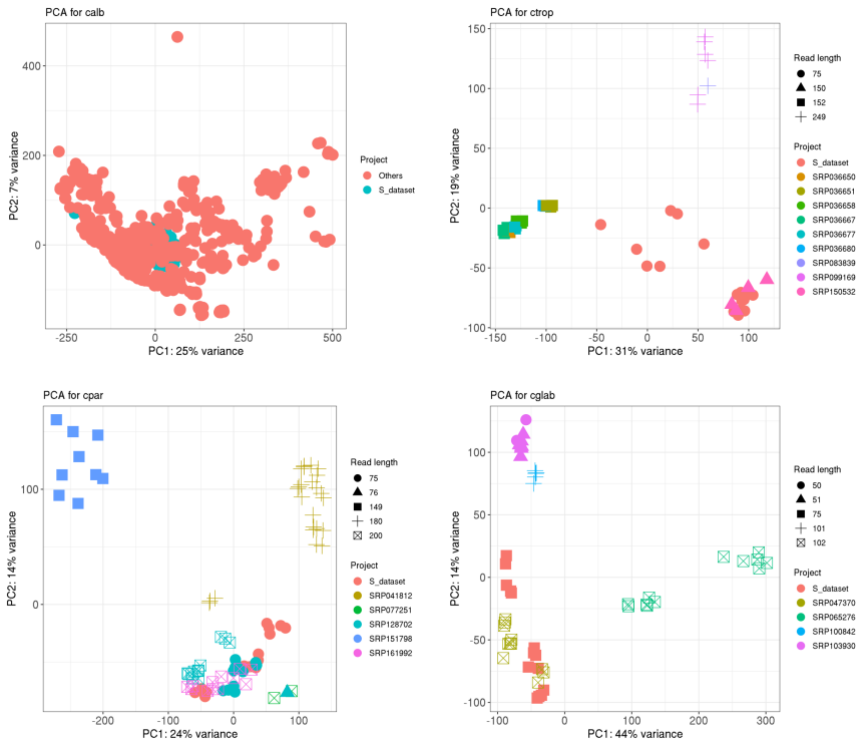 PCA for calb
400
200
0
-250
0
250
500
PC2: 7% variance
PC1: 25% variance
Project
Others
S_dataset
PCA for ctrop
150
100
50
0
-50
-100
-150
-100
-50
0
50
100
PC2: 19% variance
PC1: 31% variance
Read length
75
150
152
249
Project
S_dataset
SRP036650
SRP036651
SRP036658
SRP036667
SRP036677
SRP036680
SRP083839
SRP099169
SRP150532
PCA for cpar
100
0
-200
-100
0
100
PC2: 14% variance
PC1: 24% variance
Read length
75
76
149
180
200
Project
S_dataset
SRP041812
SRP077251
SRP128702
SRP151798
SRP161992
PCA for cglab
100
50
0
-50
-100
-100
0
100
200
300
PC2: 14% variance
PC1: 44% variance
Read length
50
51
75
101
102
Project
S_dataset
SRP047370
SRP065276
SRP100842
SRP103930